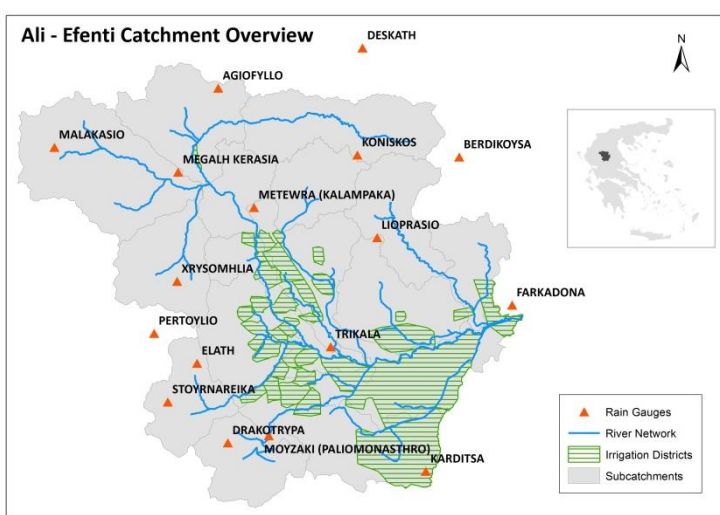 Ali - Efenti Catchment Overview
DESKATH
N
AGIOFYLLO
MALAKASIO
KONISKOS
BERDIKOYSA
MEGALH KERASIA
METEWRA (KALAMPAKA)
LIOPRASIO
XRYSOMHLIA
FARKADONA
PERTOYLIO
TRIKALA
ELATH
STOYRNAREIKA
DRAKOTRYPA
MOYZAKI (PALIOMONASTHRO)
KARDITSA
Rain Gauges
River Network
Irrigation Districts
Subcatchments